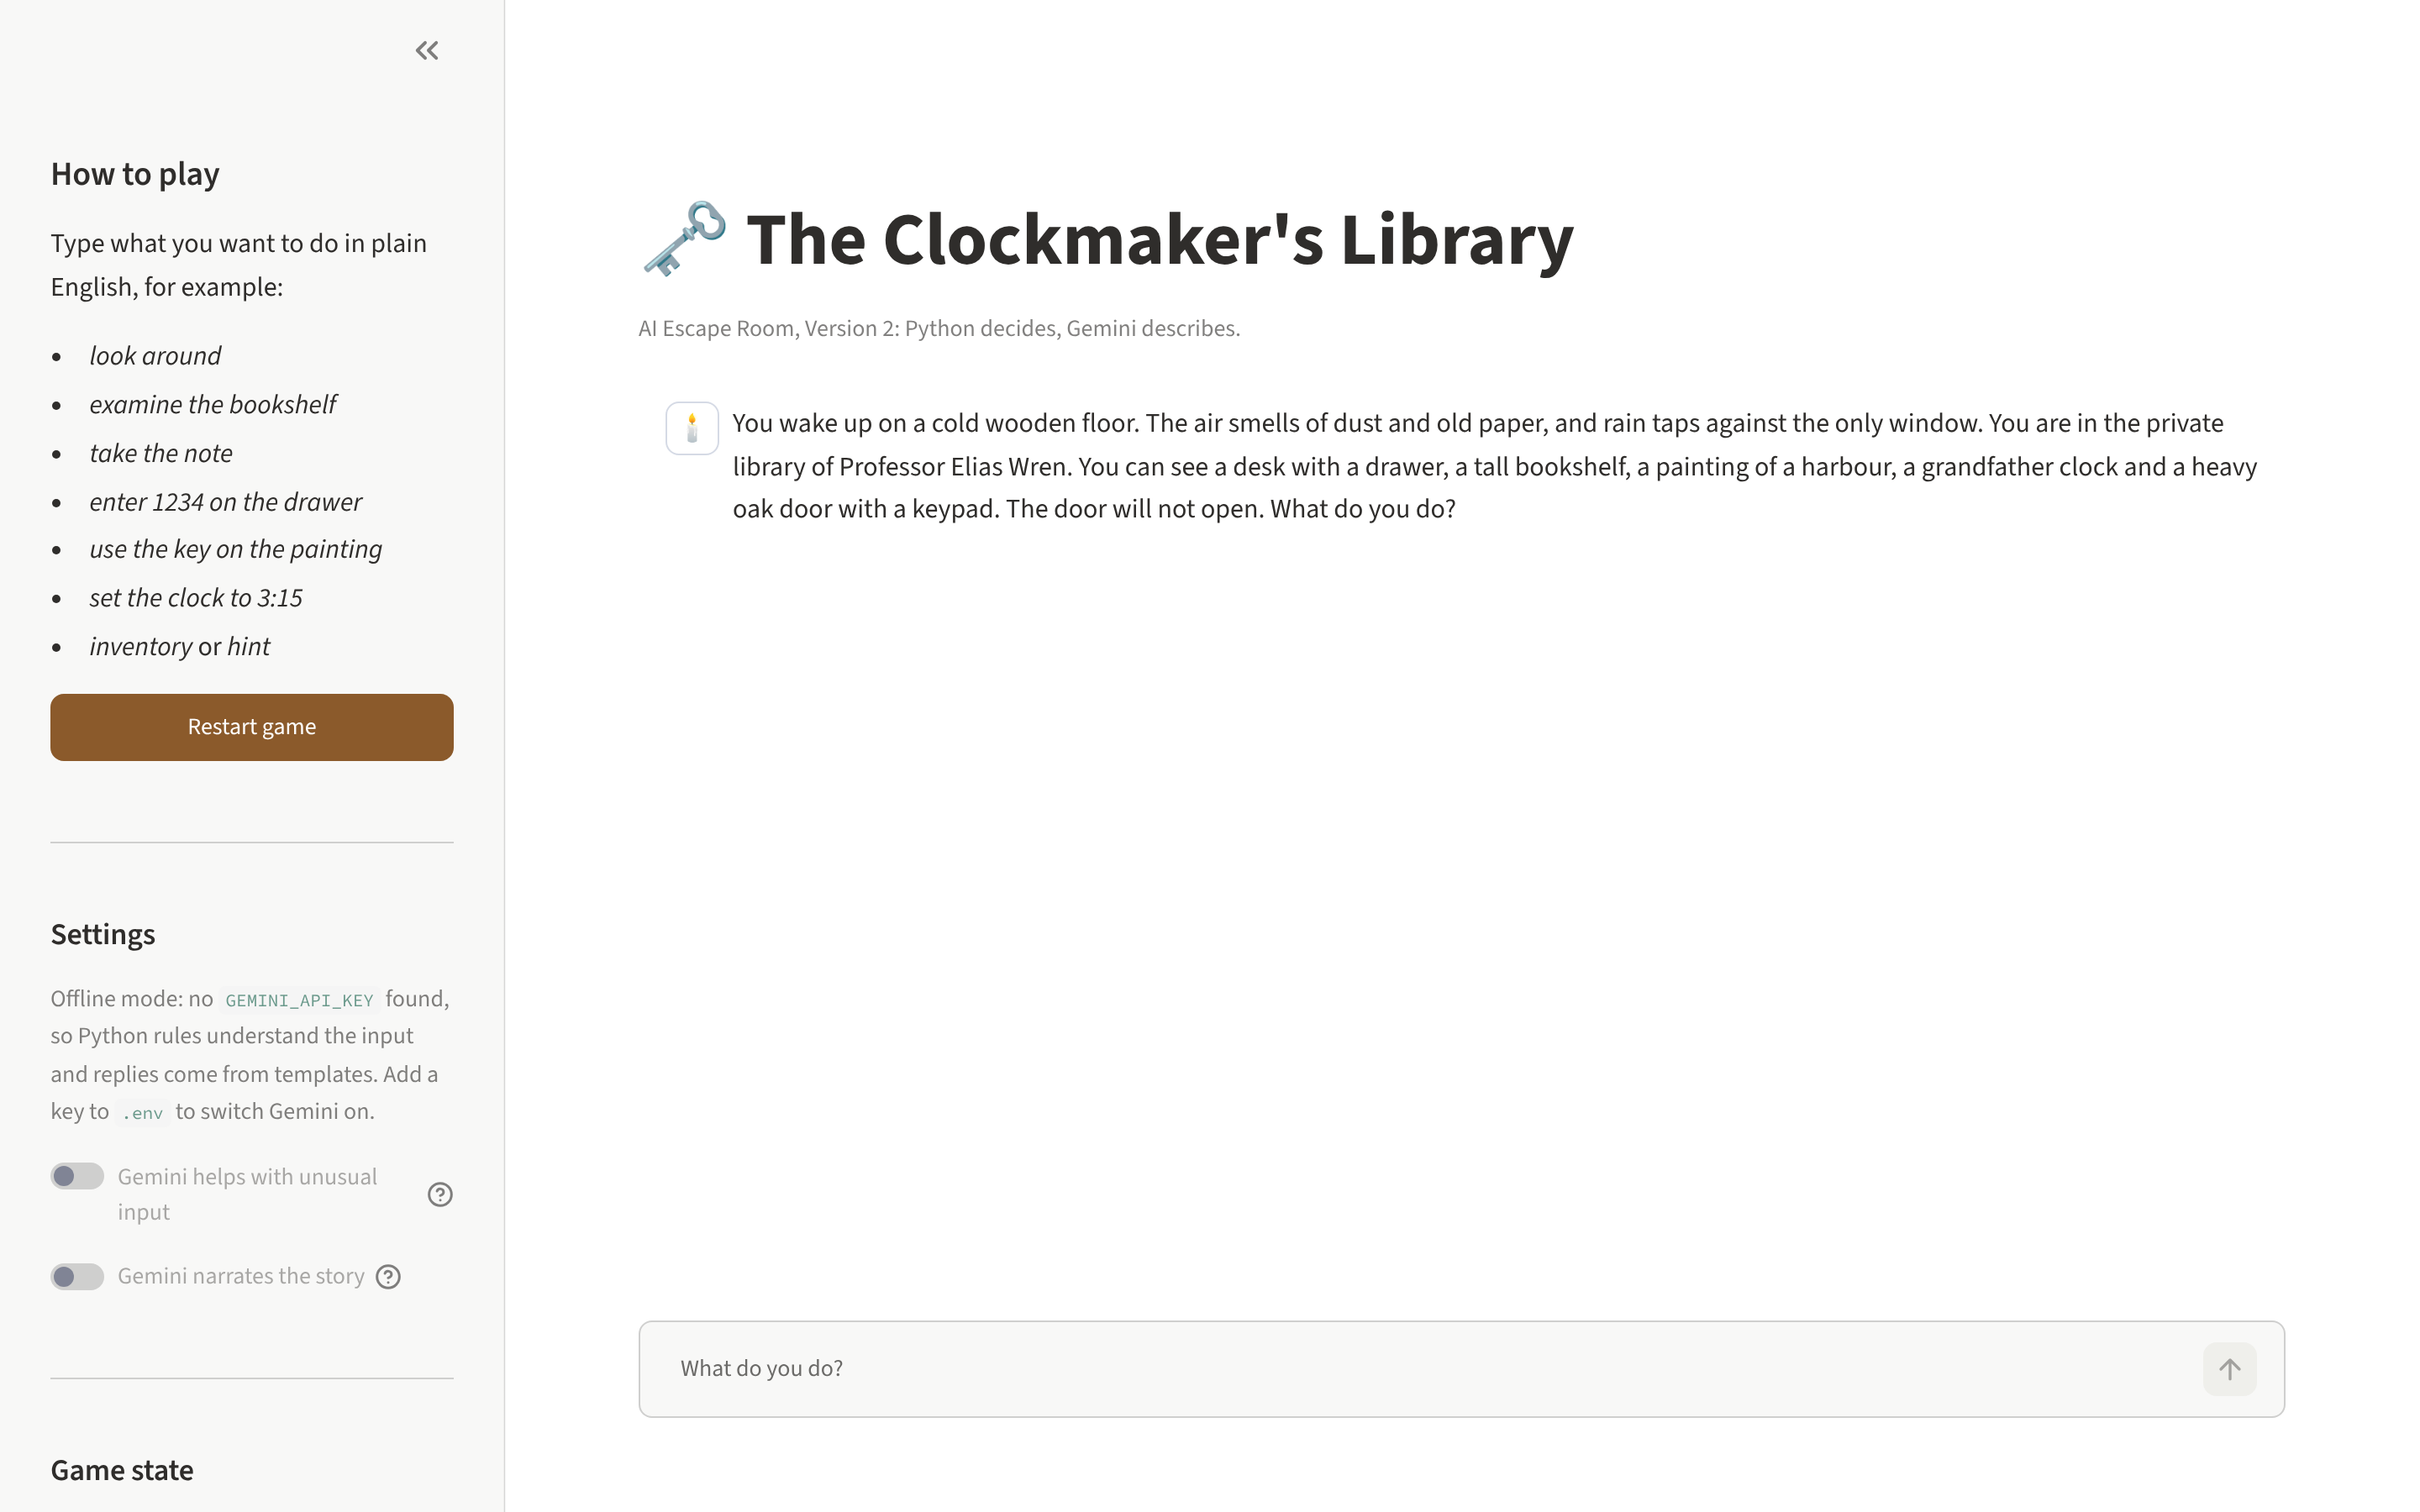 How to play
Type what you want to do in plain
English, for example:
look around
examine the bookshelf
take the note
enter 1234 on the drawer
use the key on the painting
set the clock to 3:15
inventory or hint
Restart game
Settings
Offline mode: no GEMINI_API_KEY found,
so Python rules understand the input
and replies come from templates. Add a
key to .env to switch Gemini on.
Gemini helps with unusual
input
Gemini narrates the story
Game state
The Clockmaker's Library
AI Escape Room, Version 2: Python decides, Gemini describes.
You wake up on a cold wooden floor. The air smells of dust and old paper, and rain taps against the only window. You are in the private
library of Professor Elias Wren. You can see a desk with a drawer, a tall bookshelf, a painting of a harbour, a grandfather clock and a heavy
oak door with a keypad. The door will not open. What do you do?
What do you do?